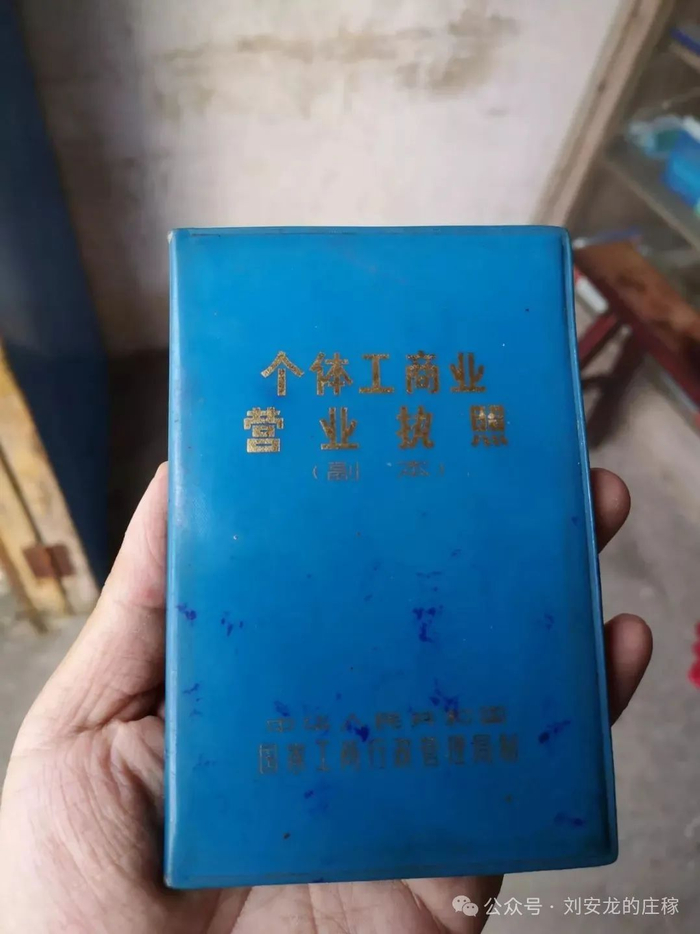 个体工商业
营业执照
（副本）
中华人民共和国
国家工商行政管理局制
公众号·刘安龙的庄稼